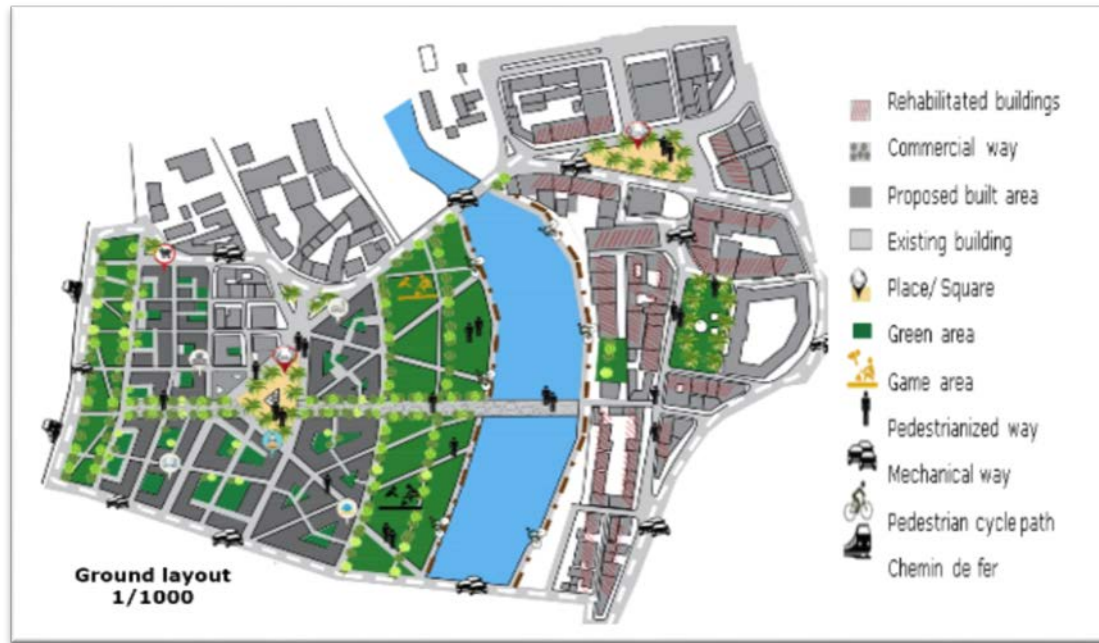 Rehabilitated buildings
Commercial way
Proposed built area
Existing building
Place/ Square
Green area
Game area
Pedestrianized way
Mechanical way
Pedestrian cycle path
Chemin de fer
Ground layout
1/1000